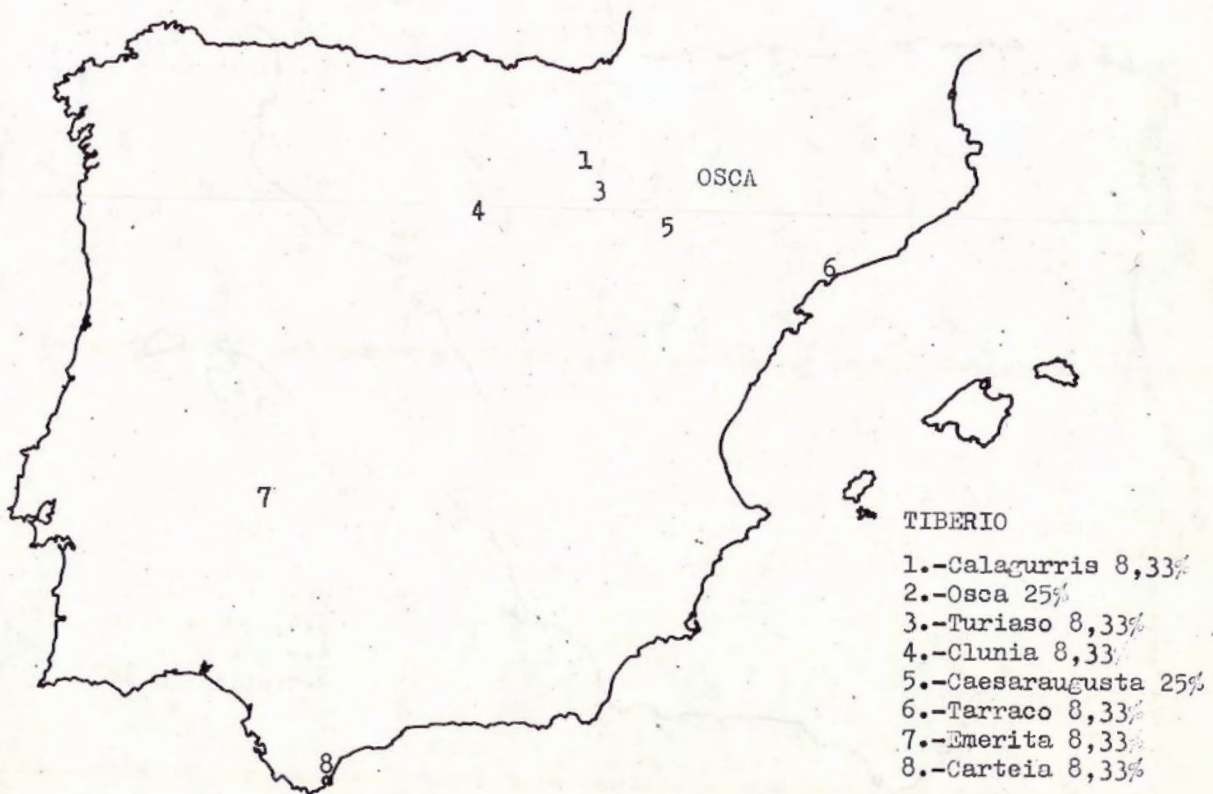 1
OSCA
3
4
5
6
7
TIBERIO
1.-Calagurris 8,33%
2.-Osca 25%
3.-Turiaso 8,33%
4.-Clunia 8,33%
5.-Caesaraugusta 25%
6.-Tarraco 8,33%
7.-Emerita 8,33%
8.-Carteia 8,33%
8